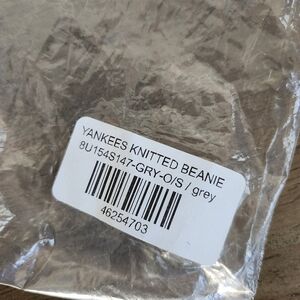 YANKEES KNITTED BEANIE
8U154S147-GRY-O/S / grey
46254703